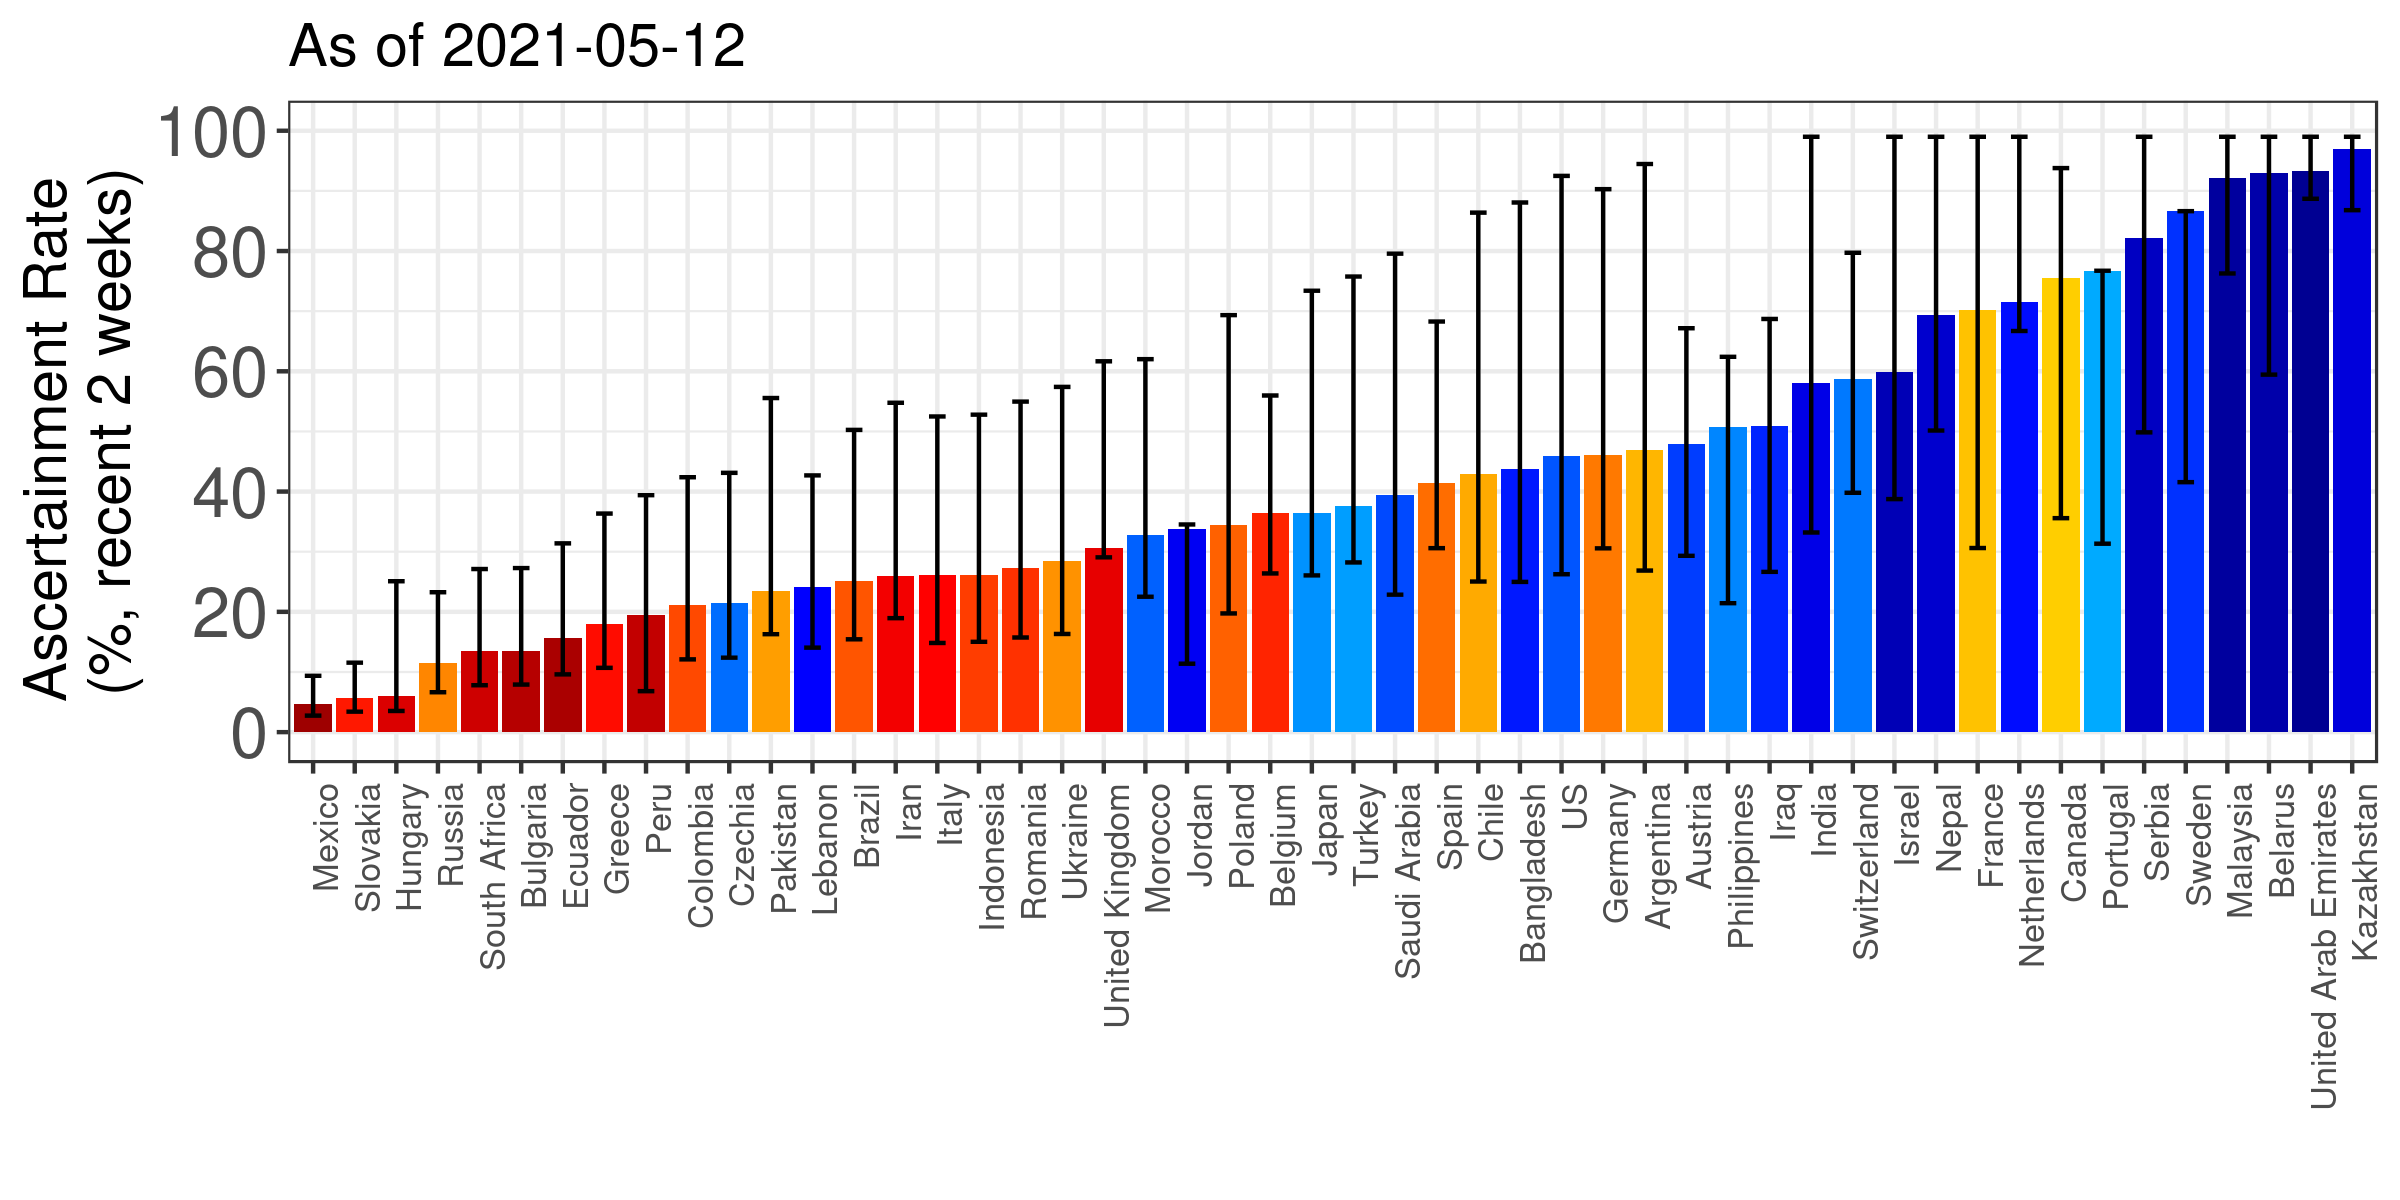 As of 2021-05-12
Ascertainment Rate
(%, recent 2 weeks)
100
80
60
40
20
0
Mexico
Slovakia
Hungary
Russia
South Africa
Bulgaria
Ecuador
Greece
Peru
Colombia
Czechia
Pakistan
Lebanon
Brazil
Iran
Italy
Indonesia
Romania
Ukraine
United Kingdom
Morocco
Jordan
Poland
Belgium
Japan
Turkey
Saudi Arabia
Spain
Chile
Bangladesh
US
Germany
Argentina
Austria
Philippines
Iraq
India
Switzerland
Israel
Nepal
France
Netherlands
Canada
Portugal
Serbia
Sweden
Malaysia
Belarus
United Arab Emirates
Kazakhstan